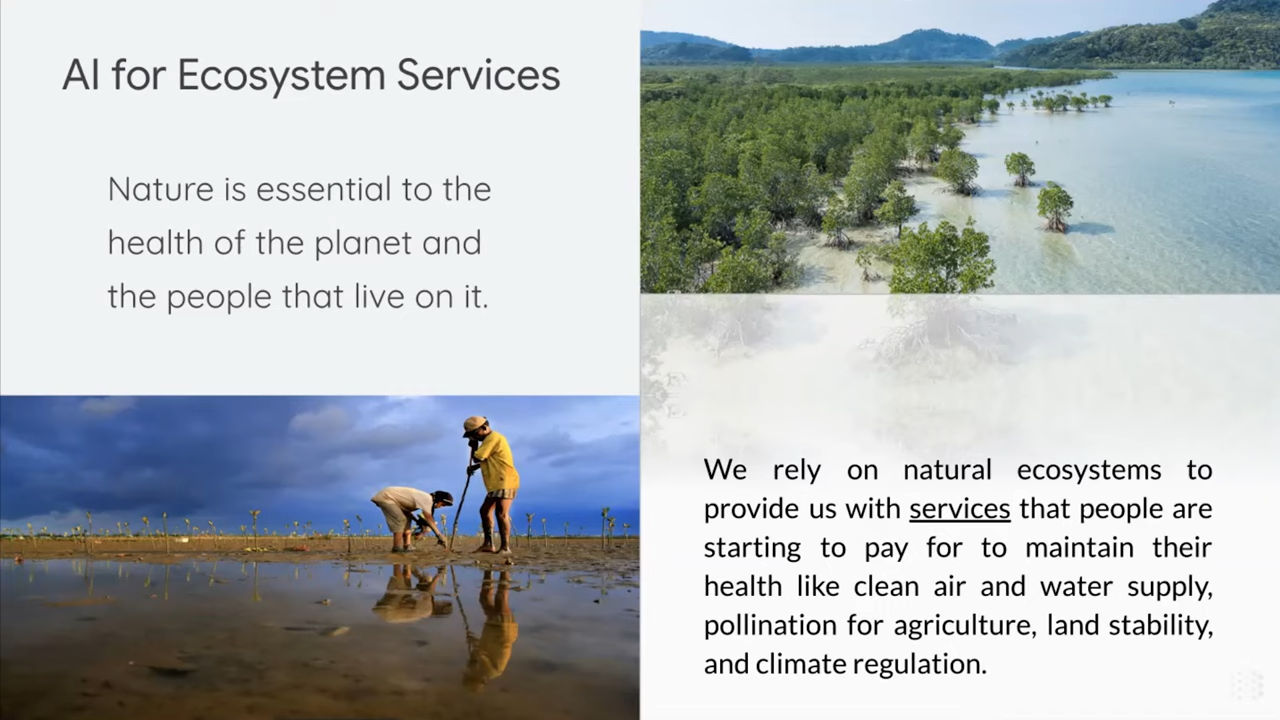 AI for Ecosystem Services
Nature is essential to the
health of the planet and
the people that live on it.
We rely on natural ecosystems to
provide us with services that people are
starting to pay for to maintain their
health like clean air and water supply,
pollination for agriculture, land stability,
and climate regulation.